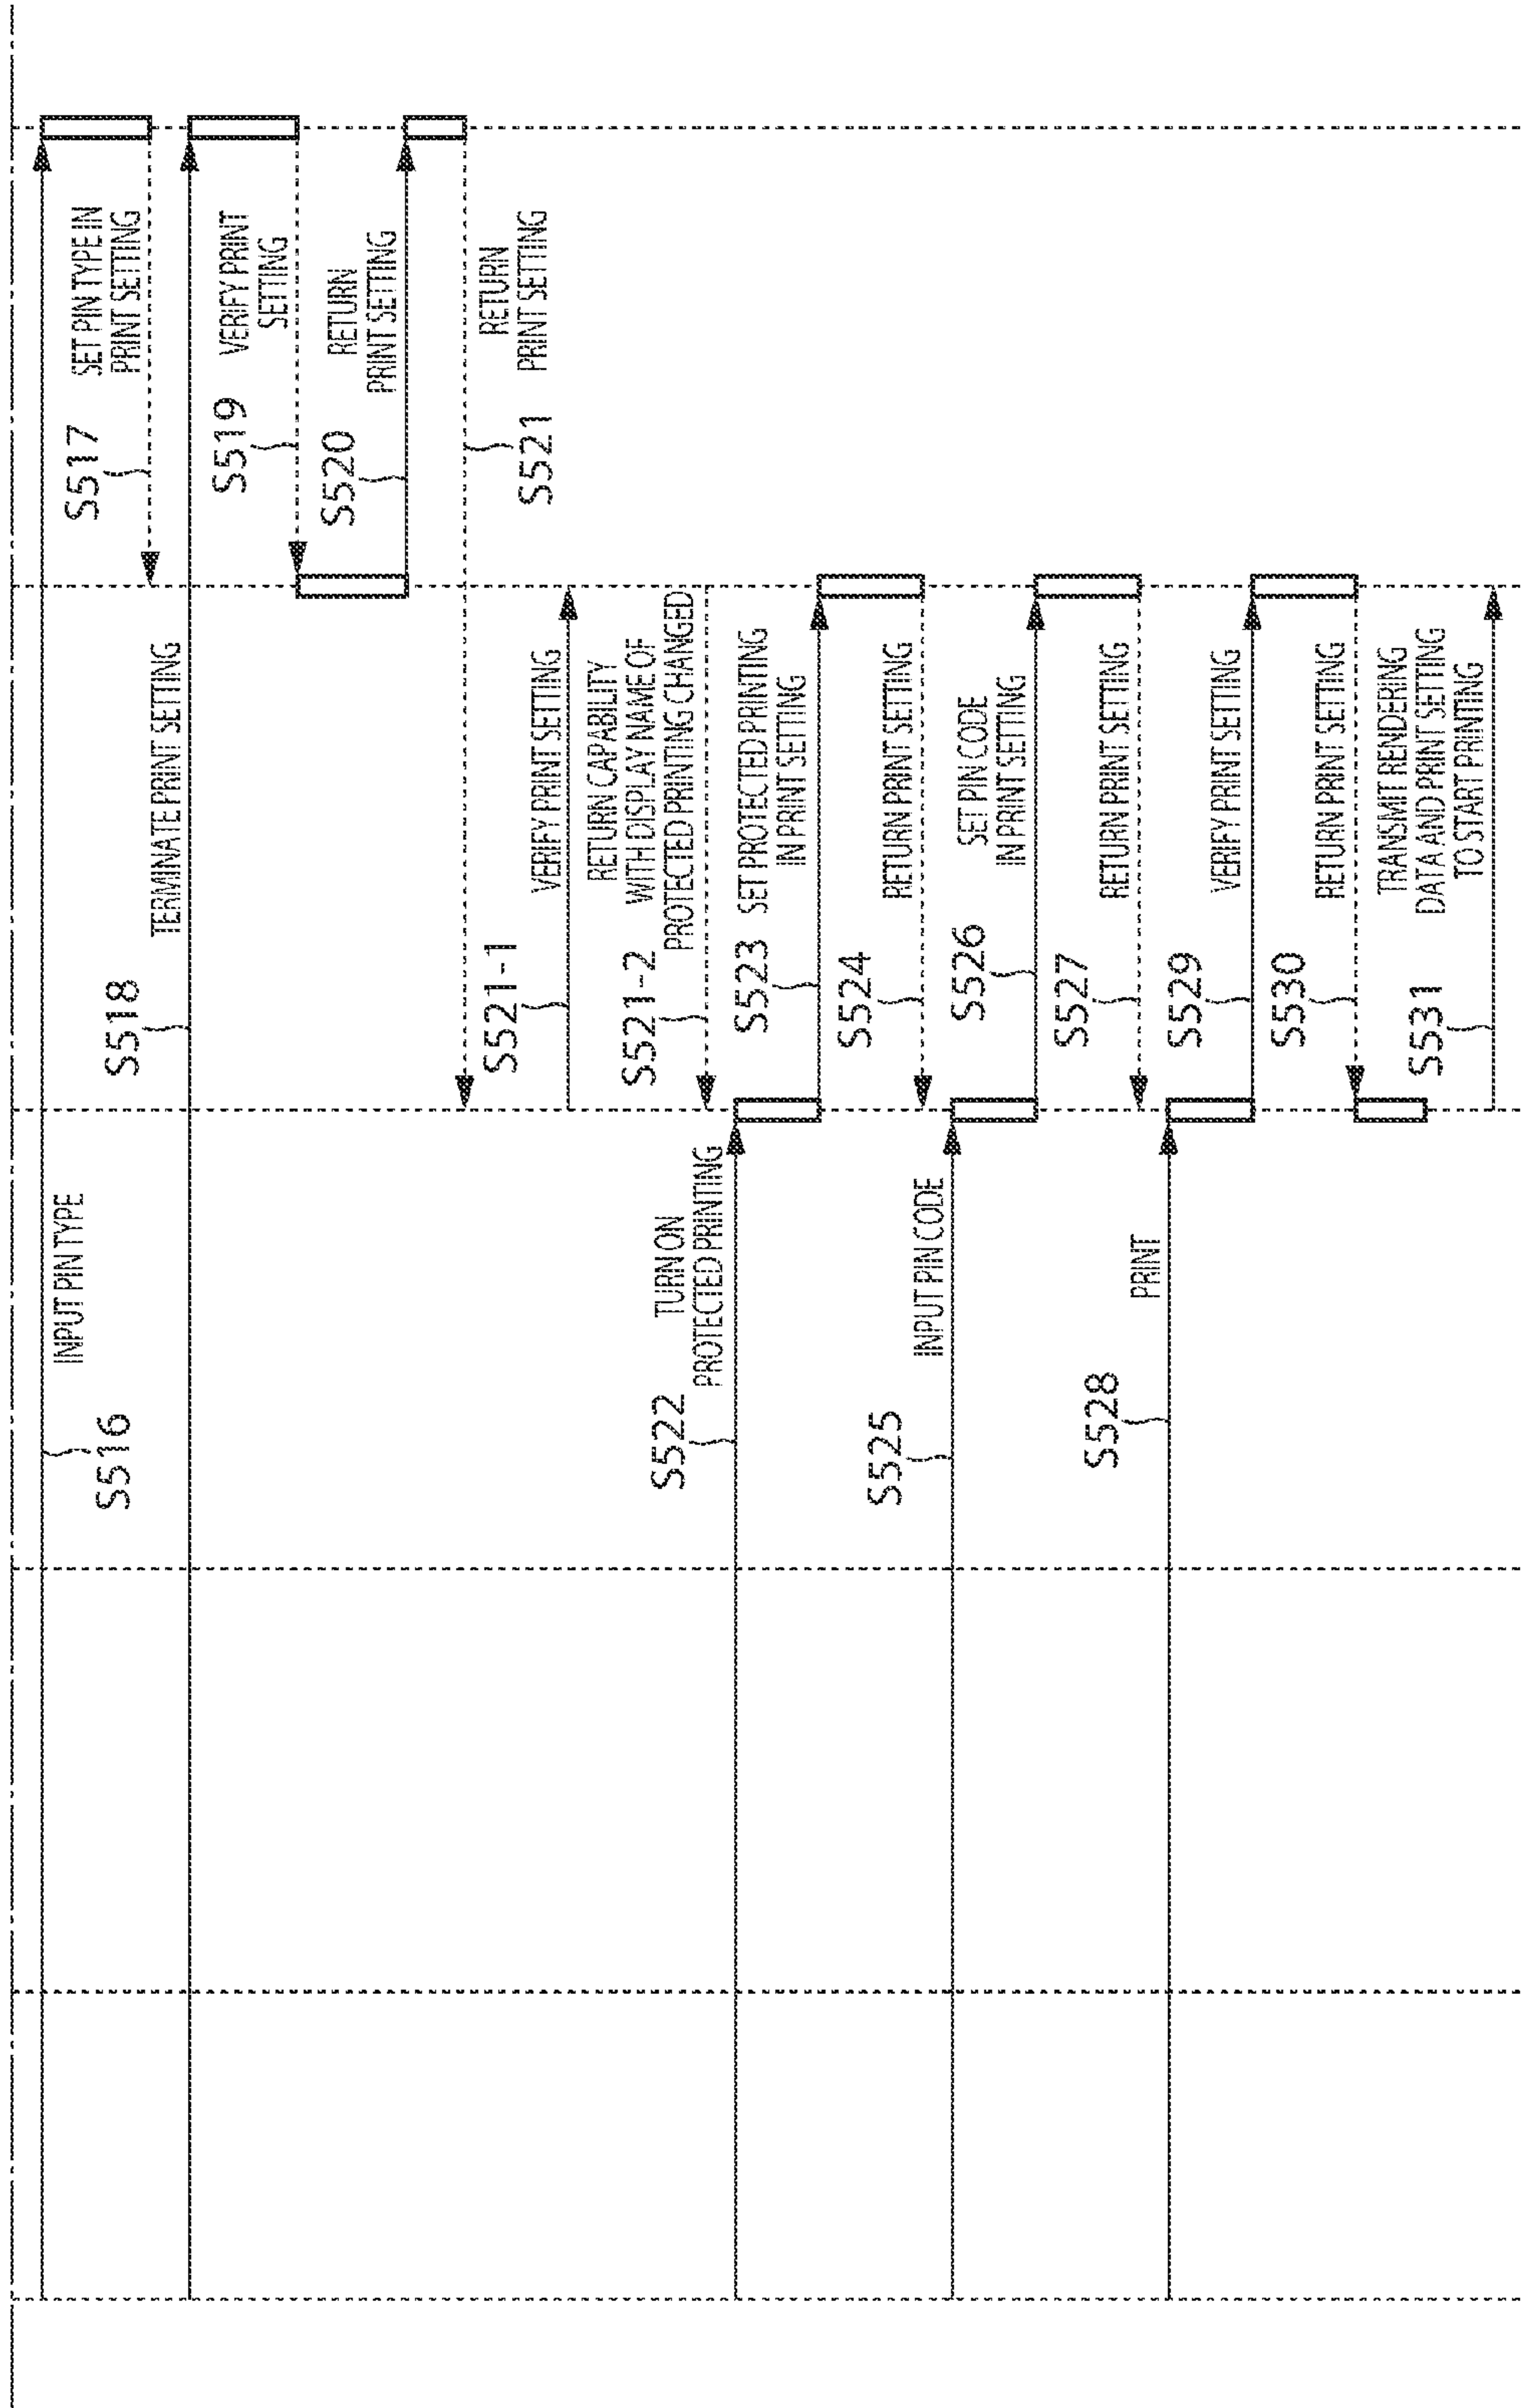 INPUT PIN TYPE
S516
S517
SET PIN TYPE IN
PRINT SETTING
TERMINATE PRINT SETTING
S518
S519
VERIFY PRINT
SETTING
S520
RETURN
PRINT SETTING
RETURN
PRINT SETTING
S521
VERIFY PRINT SETTING
S521-1
RETURN CAPABILITY
WITH DISPLAY NAME OF
PROTECTED PRINTING CHANGED
S521-2
TURN ON
PROTECTED PRINTING
S522
S523
SET PROTECTED PRINTING
IN PRINT SETTING
S524
RETURN PRINT SETTING
INPUT PIN CODE
S525
S526
SET PIN CODE
IN PRINT SETTING
S527
RETURN PRINT SETTING
PRINT
S528
S529
VERIFY PRINT SETTING
S530
RETURN PRINT SETTING
TRANSMIT RENDERING
DATA AND PRINT SETTING
TO START PRINTING
S531